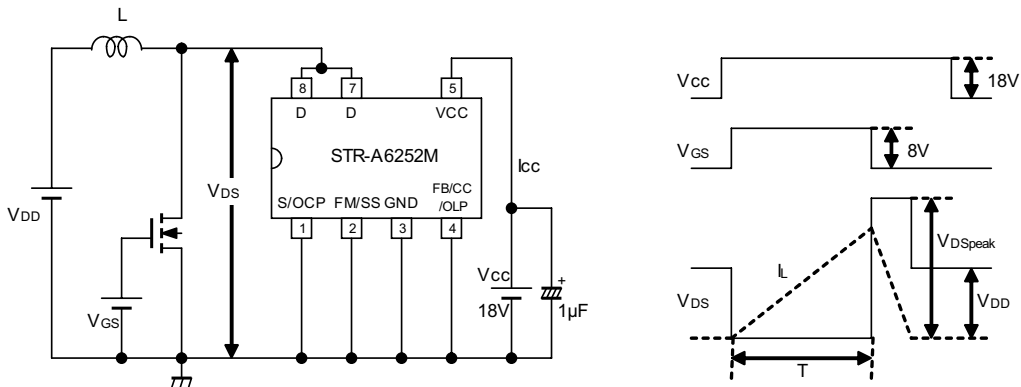 L
8
7
5
D
D
VCC
STR-A6252M
S/OCP
FM/SS
GND
FB/CC
/OLP
1
2
3
4
VDD
VGS
VDS
Icc
Vcc
18V
+
1μF
Vcc
18V
VGS
8V
VDS
IL
VDSpeak
VDD
T